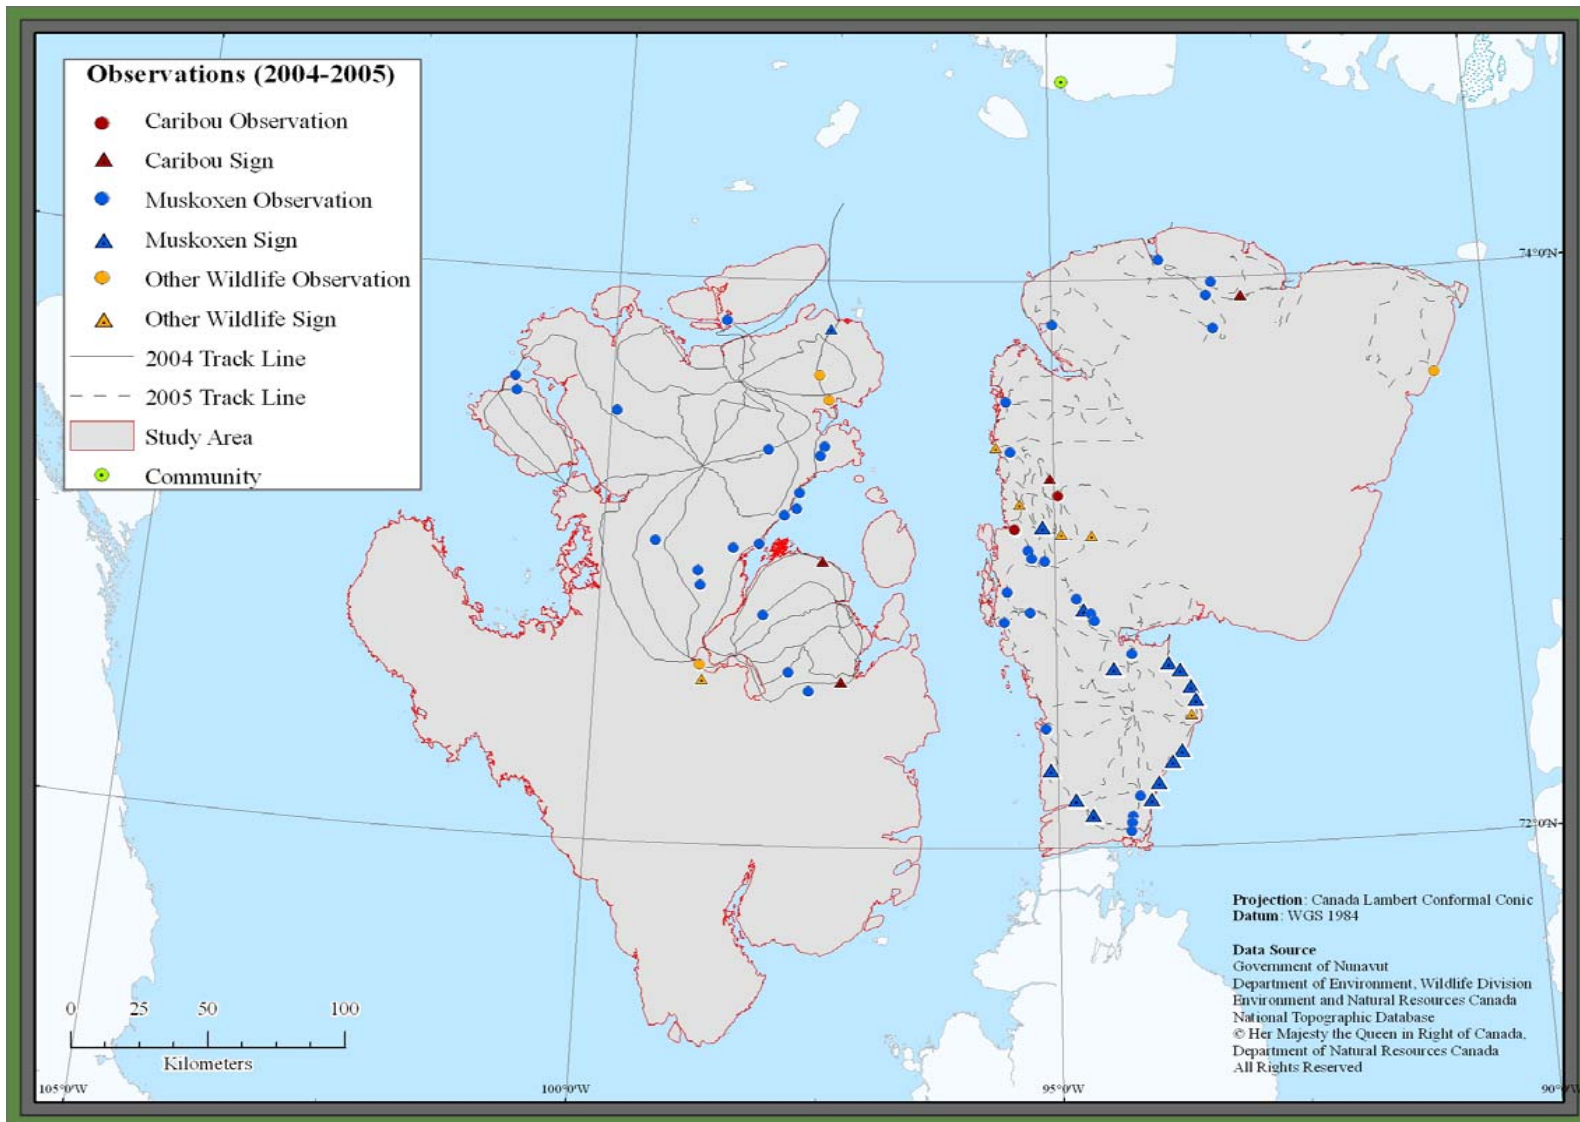 Observations (2004-2005)
Caribou Observation
Caribou Sign
Muskoxen Observation
Muskoxen Sign
Other Wildlife Observation
Other Wildlife Sign
2004 Track Line
2005 Track Line
Study Area
Community
74°0'N
72°0'N
Projection: Canada Lambert Conformal Conic
Datum: WGS 1984
Data Source
Government of Nunavut
Department of Environment, Wildlife Division
Environment and Natural Resources Canada
National Topographic Database
© Her Majesty the Queen in Right of Canada,
Department of Natural Resources Canada
All Rights Reserved
0 25 50 100
Kilometers
105°0'W 100°0'W 95°0'W 90°0'W